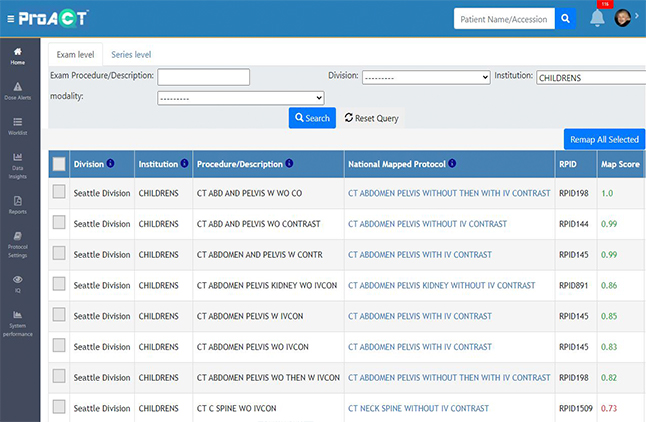 ProACT
Patient Name/Accession
116
Home
Dose Alerts
Worklist
Data
Insights
Reports
Protocol
Settings
IQ
System
performance
Exam level Series level
Exam Procedure/Description: Division: --------- Institution: CHILDRENS
modality: ---------
Search Reset Query
Remap All Selected
Division Institution Procedure/Description National Mapped Protocol RPID Map Score
Seattle Division CHILDRENS CT ABD AND PELVIS W WO CO CT ABDOMEN PELVIS WITHOUT THEN WITH IV CONTRAST RPID198 1.0
Seattle Division CHILDRENS CT ABD AND PELVIS WO CONTRAST CT ABDOMEN PELVIS WITHOUT IV CONTRAST RPID144 0.99
Seattle Division CHILDRENS CT ABDOMEN AND PELVIS W CONTR CT ABDOMEN PELVIS WITH IV CONTRAST RPID145 0.99
Seattle Division CHILDRENS CT ABDOMEN PELVIS KIDNEY WO IVCON CT ABDOMEN PELVIS KIDNEY WITHOUT IV CONTRAST RPID891 0.86
Seattle Division CHILDRENS CT ABDOMEN PELVIS W IVCON CT ABDOMEN PELVIS WITH IV CONTRAST RPID145 0.85
Seattle Division CHILDRENS CT ABDOMEN PELVIS WO IVCON CT ABDOMEN PELVIS WITH IV CONTRAST RPID145 0.83
Seattle Division CHILDRENS CT ABDOMEN PELVIS WO THEN W IVCON CT ABDOMEN PELVIS WITHOUT THEN WITH IV CONTRAST RPID198 0.82
Seattle Division CHILDRENS CT C SPINE WO IVCON CT NECK SPINE WITHOUT IV CONTRAST RPID1509 0.73